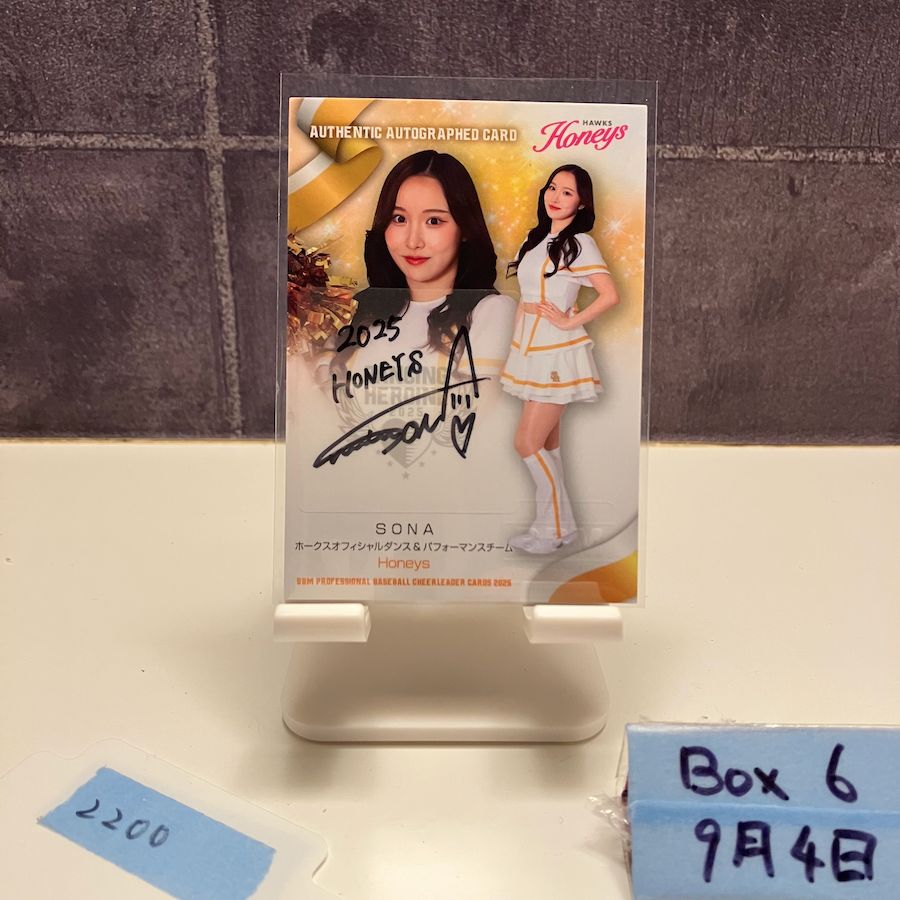 AUTHENTIC AUTOGRAPHED CARD
HAWKS
Honeys
2025
HONEYS
SONA
SONA
ホークスオフィシャルダンス&パフォーマンスチーム
Honeys
BBM PROFESSIONAL BASEBALL CHEERLEADER CARDS 2025
2200
Box 6
9月4日